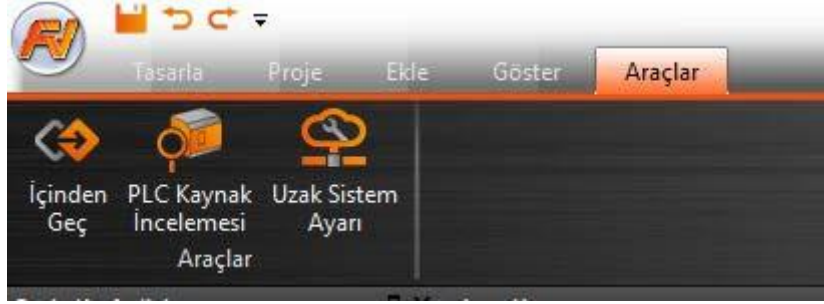 Tasarla Proje Ekle Göster Araçlar
İçinden Geç
PLC Kaynak İncelemesi
Uzak Sistem Ayarı
Araçlar